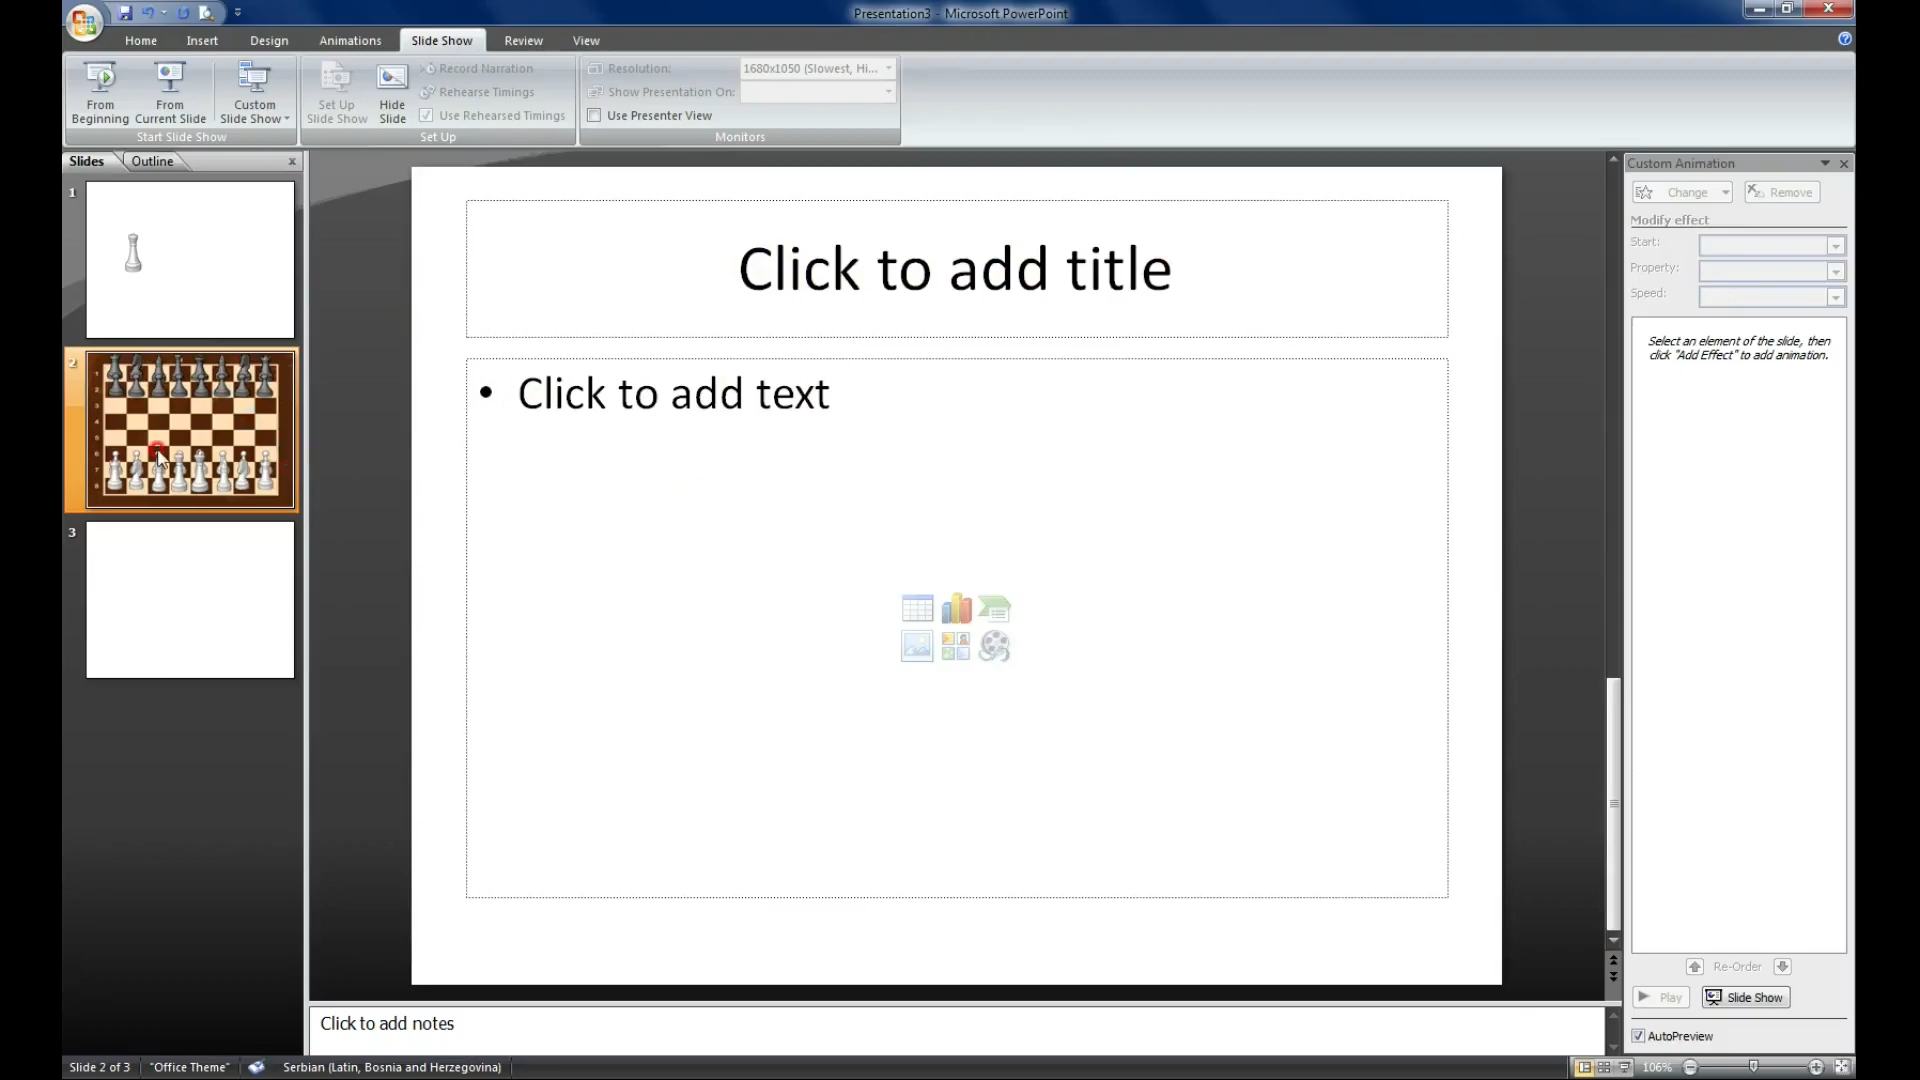 Presentation3 - Microsoft PowerPoint
Home Insert Design Animations Slide Show Review View
From Beginning
From Current Slide
Custom Slide Show
Start Slide Show
Set Up Slide Show
Hide Slide
Record Narration
Rehearse Timings
Use Rehearsed Timings
Set Up
Resolution: 1680x1050 (Slowest, Hi...
Show Presentation On:
Use Presenter View
Monitors
Slides Outline
1
2
3
Click to add title
• Click to add text
Click to add notes
Custom Animation
Change Remove
Modify effect
Start:
Property:
Speed:
Select an element of the slide, then
click "Add Effect" to add animation.
Re-Order
Play Slide Show
AutoPreview
Slide 2 of 3 "Office Theme" Serbian (Latin, Bosnia and Herzegovina) 106%